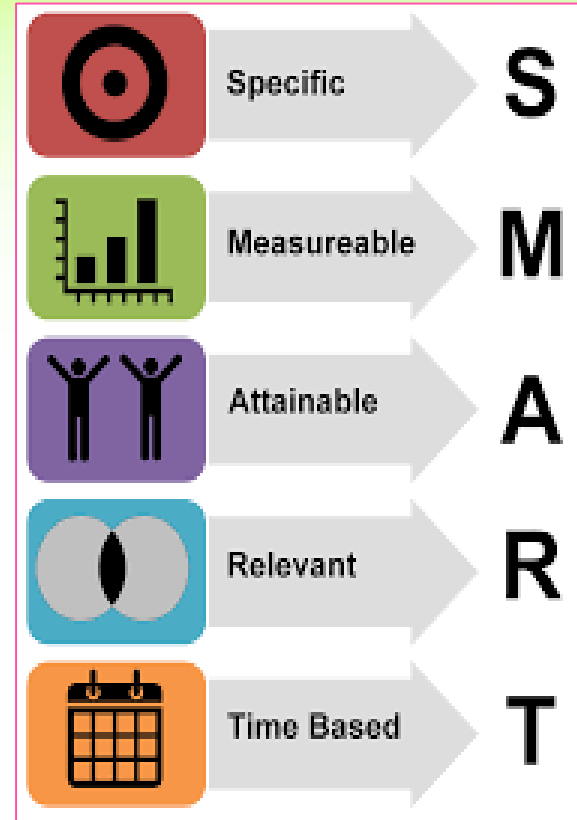 Specific S
Measureable M
Attainable A
Relevant R
Time Based T